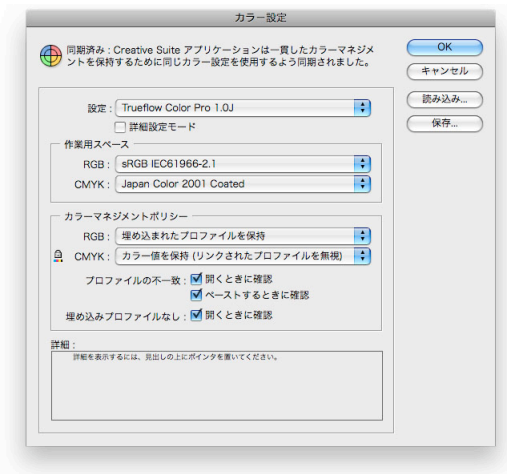 カラー設定
同期済み : Creative Suite アプリケーションは一貫したカラーマネジメ
ントを保持するために同じカラー設定を使用するよう同期されました。
OK
キャンセル
読み込み...
保存...
設定 : Trueflow Color Pro 1.0J
詳細設定モード
作業用スペース
RGB : sRGB IEC61966-2.1
CMYK : Japan Color 2001 Coated
カラーマネジメントポリシー
RGB : 埋め込まれたプロファイルを保持
CMYK : カラー値を保持 (リンクされたプロファイルを無視)
プロファイルの不一致 : 開くときに確認
ペーストするときに確認
埋め込みプロファイルなし : 開くときに確認
詳細 :
詳細を表示するには、見出しの上にポインタを置いてください。